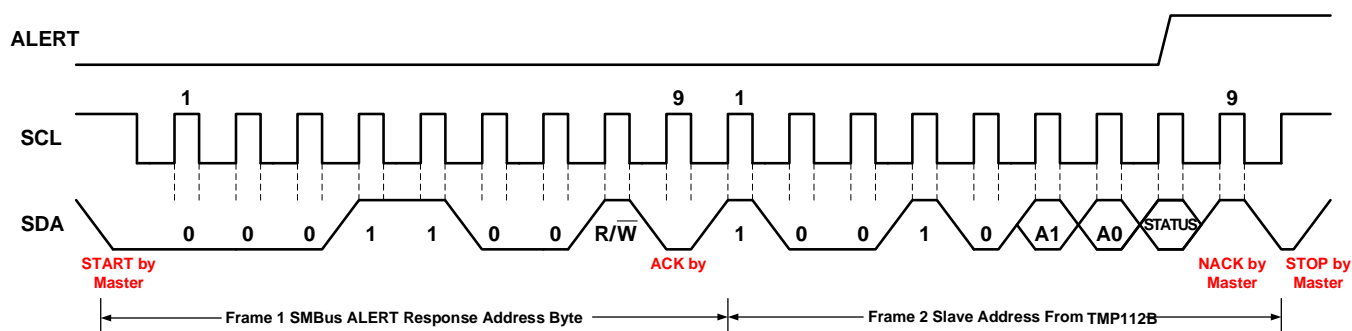 ALERT
1 9 1 9
SCL
SDA
0 0 0 1 1 0 0 R/W̅ 1 0 0 1 0 A1 A0 STATUS
START by
Master
ACK by
NACK by
Master
STOP by
Master
Frame 1 SMBus ALERT Response Address Byte
Frame 2 Slave Address From TMP112B